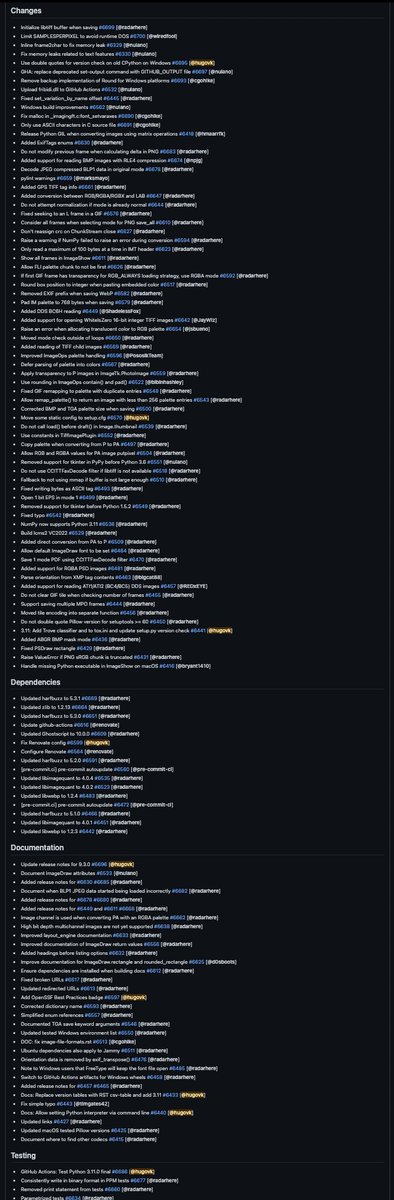 Changes
Initialize libtiff buffer when saving #6699 [@radarhere]
Limit SAMPLESPERPIXEL to avoid runtime DOS #6700 [@wiredfool]
Inline fname2char to fix memory leak #6329 [@nulano]
Fix memory leaks related to text features #6330 [@nulano]
Use double quotes for version check on old CPython on Windows #6695 [@hugovk]
GHA: replace deprecated set-output command with GITHUB_OUTPUT file #6697 [@nulano]
Remove backup implementation of Round for Windows platforms #6693 [@cgohlke]
Upload fribidi.dll to GitHub Actions #6532 [@nulano]
Fixed set_variation_by_name offset #6445 [@radarhere]
Windows build improvements #6562 [@nulano]
Fix malloc in _imagingft.c:font_setvaraxes #6690 [@cgohlke]
Only use ASCII characters in C source file #6691 [@cgohlke]
Release Python GIL when converting images using matrix operations #6418 [@hmaarrfk]
Added ExifTags enums #6630 [@radarhere]
Do not modify previous frame when calculating delta in PNG #6683 [@radarhere]
Added support for reading BMP images with RLE4 compression #6674 [@npjg]
Decode JPEG compressed BLP1 data in original mode #6678 [@radarhere]
pylint warnings #6659 [@marksmayo]
Added GPS TIFF tag info #6661 [@radarhere]
Added conversion between RGB/RGBA/RGBX and LAB #6647 [@radarhere]
Do not attempt normalization if mode is already normal #6644 [@radarhere]
Fixed seeking to an L frame in a GIF #6576 [@radarhere]
Consider all frames when selecting mode for PNG save_all #6610 [@radarhere]
Don't reassign crc on ChunkStream close #6627 [@radarhere]
Raise a warning if NumPy failed to raise an error during conversion #6594 [@radarhere]
Only read a maximum of 100 bytes at a time in IMT header #6623 [@radarhere]
Show all frames in ImageShow #6611 [@radarhere]
Allow FLI palette chunk to not be first #6626 [@radarhere]
If first GIF frame has transparency for RGB_ALWAYS loading strategy, use RGBA mode #6592 [@radarhere]
Round box position to integer when pasting embedded color #6517 [@radarhere]
Removed EXIF prefix when saving WebP #6582 [@radarhere]
Pad IM palette to 768 bytes when saving #6579 [@radarhere]
Added DDS BC6H reading #6449 [@ShadelessFox]
Added support for opening WhiteIsZero 16-bit integer TIFF images #6642 [@JayWiz]
Raise an error when allocating translucent color to RGB palette #6654 [@jsbueno]
Moved mode check outside of loops #6650 [@radarhere]
Added reading of TIFF child images #6569 [@radarhere]
Improved ImageOps palette handling #6596 [@PososikTeam]
Defer parsing of palette into colors #6567 [@radarhere]
Apply transparency to P images in ImageTk.PhotoImage #6559 [@radarhere]
Use rounding in ImageOps contain() and pad() #6522 [@bibinhashley]
Fixed GIF remapping to palette with duplicate entries #6548 [@radarhere]
Allow remap_palette() to return an image with less than 256 palette entries #6543 [@radarhere]
Corrected BMP and TGA palette size when saving #6500 [@radarhere]
Move some static config to setup.cfg #6570 [@hugovk]
Do not call load() before draft() in Image.thumbnail #6539 [@radarhere]
Use constants in TiffImagePlugin #6552 [@radarhere]
Copy palette when converting from P to PA #6497 [@radarhere]
Allow RGB and RGBA values for PA image putpixel #6504 [@radarhere]
Removed support for tkinter in PyPy before Python 3.6 #6551 [@nulano]
Do not use CCITTFaxDecode filter if libtiff is not available #6518 [@radarhere]
Fallback to not using mmap if buffer is not large enough #6510 [@radarhere]
Fixed writing bytes as ASCII tag #6493 [@radarhere]
Open 1 bit EPS in mode 1 #6499 [@radarhere]
Removed support for tkinter before Python 1.5.2 #6549 [@radarhere]
Fixed typo #6542 [@radarhere]
NumPy now supports Python 3.11 #6536 [@radarhere]
Build lcms2 VC2022 #6529 [@radarhere]
Added direct conversion from PA to P #6509 [@radarhere]
Allow default ImageDraw font to be set #6484 [@radarhere]
Save 1 mode PDF using CCITTFaxDecode filter #6470 [@radarhere]
Added support for RGBA PSD images #6481 [@radarhere]
Parse orientation from XMP tag contents #6463 [@bigcat88]
Added support for reading ATI1/ATI2 (BC4/BC5) DDS images #6457 [@REDxEYE]
Do not clear GIF tile when checking number of frames #6455 [@radarhere]
Support saving multiple MPO frames #6444 [@radarhere]
Moved file encoding into separate function #6456 [@radarhere]
Do not double quote Pillow version for setuptools >= 60 #6450 [@radarhere]
3.11: Add Trove classifier and to tox.ini and update setup.py version check #6441 [@hugovk]
Added ABGR BMP mask mode #6436 [@radarhere]
Fixed PSDraw rectangle #6429 [@radarhere]
Raise ValueError if PNG sRGB chunk is truncated #6431 [@radarhere]
Handle missing Python executable in ImageShow on macOS #6416 [@bryant1410]
Dependencies
Updated harfbuzz to 5.3.1 #6669 [@radarhere]
Updated zlib to 1.2.13 #6664 [@radarhere]
Updated harfbuzz to 5.3.0 #6651 [@radarhere]
Update github-actions #6616 [@renovate]
Updated Ghostscript to 10.0.0 #6609 [@radarhere]
Fix Renovate config #6599 [@hugovk]
Configure Renovate #6564 [@renovate]
Updated harfbuzz to 5.2.0 #6591 [@radarhere]
[pre-commit.ci] pre-commit autoupdate #6560 [@pre-commit-ci]
Updated libimagequant to 4.0.4 #6535 [@radarhere]
Updated libimagequant to 4.0.2 #6523 [@radarhere]
Updated libwebp to 1.2.4 #6483 [@radarhere]
[pre-commit.ci] pre-commit autoupdate #6472 [@pre-commit-ci]
Updated harfbuzz to 5.1.0 #6466 [@radarhere]
Updated libimagequant to 4.0.1 #6451 [@radarhere]
Updated libwebp to 1.2.3 #6442 [@radarhere]
Documentation
Update release notes for 9.3.0 #6696 [@hugovk]
Document ImageDraw attributes #6533 [@nulano]
Added release notes for #6630 #6685 [@radarhere]
Document when BLP1 JPEG data started being loaded incorrectly #6682 [@radarhere]
Added release notes for #6678 #6680 [@radarhere]
Added release notes for #6449 and #6611 #6668 [@radarhere]
Image channel is used when converting PA with an RGBA palette #6662 [@radarhere]
High bit depth multichannel images are not yet supported #6638 [@radarhere]
Improved layout_engine documentation #6633 [@radarhere]
Improved documentation of ImageDraw return values #6556 [@radarhere]
Added headings before listing options #6632 [@radarhere]
Improve documentation for ImageDraw.rectangle and rounded_rectangle #6625 [@d0sboots]
Ensure dependencies are installed when building docs #6612 [@radarhere]
Fixed broken URLs #6617 [@radarhere]
Updated redirected URLs #6613 [@radarhere]
Add OpenSSF Best Practices badge #6597 [@hugovk]
Corrected dictionary name #6593 [@radarhere]
Simplified enum references #6557 [@radarhere]
Documented TGA save keyword arguments #6546 [@radarhere]
Updated tested Windows environment list #6550 [@radarhere]
DOC: fix image-file-formats.rst #6513 [@cgohlke]
Ubuntu dependencies also apply to Jammy #6511 [@radarhere]
Orientation data is removed by exif_transpose() #6476 [@radarhere]
Note to Windows users that FreeType will keep the font file open #6485 [@radarhere]
Switch to GitHub Actions artifacts for Windows wheels #6459 [@radarhere]
Added release notes for #6457 #6465 [@radarhere]
Docs: Replace version tables with RST csv-table and add 3.11 #6433 [@hugovk]
Fix simple typo #6443 [@timgates42]
Docs: Allow setting Python interpreter via command line #6440 [@hugovk]
Updated links #6427 [@radarhere]
Updated macOS tested Pillow versions #6425 [@radarhere]
Document where to find other codecs #6415 [@radarhere]
Testing
GitHub Actions: Test Python 3.11.0 final #6686 [@hugovk]
Consistently write in binary format in PPM tests #6677 [@radarhere]
Removed print statement from tests #6660 [@radarhere]
Parametrized tests #6634 [@radarhere]